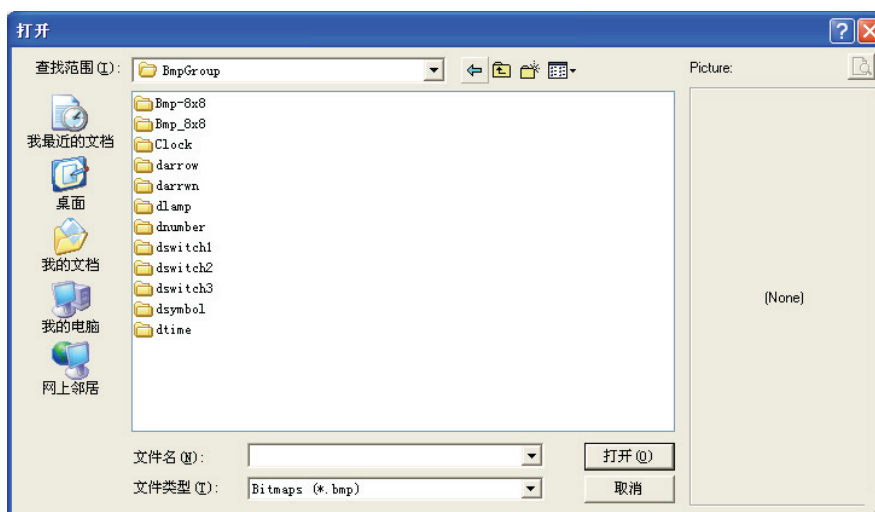 打开
查找范围(I):
BmpGroup
Picture:
我最近的文档
桌面
我的文档
我的电脑
网上邻居
Bmp-8x8
Bmp_8x8
Clock
darrow
darrwn
dlamp
dnumber
dswitch1
dswitch2
dswitch3
dsymbol
dtime
(None)
文件名(N):
打开(O)
文件类型(T):
Bitmaps (*.bmp)
取消